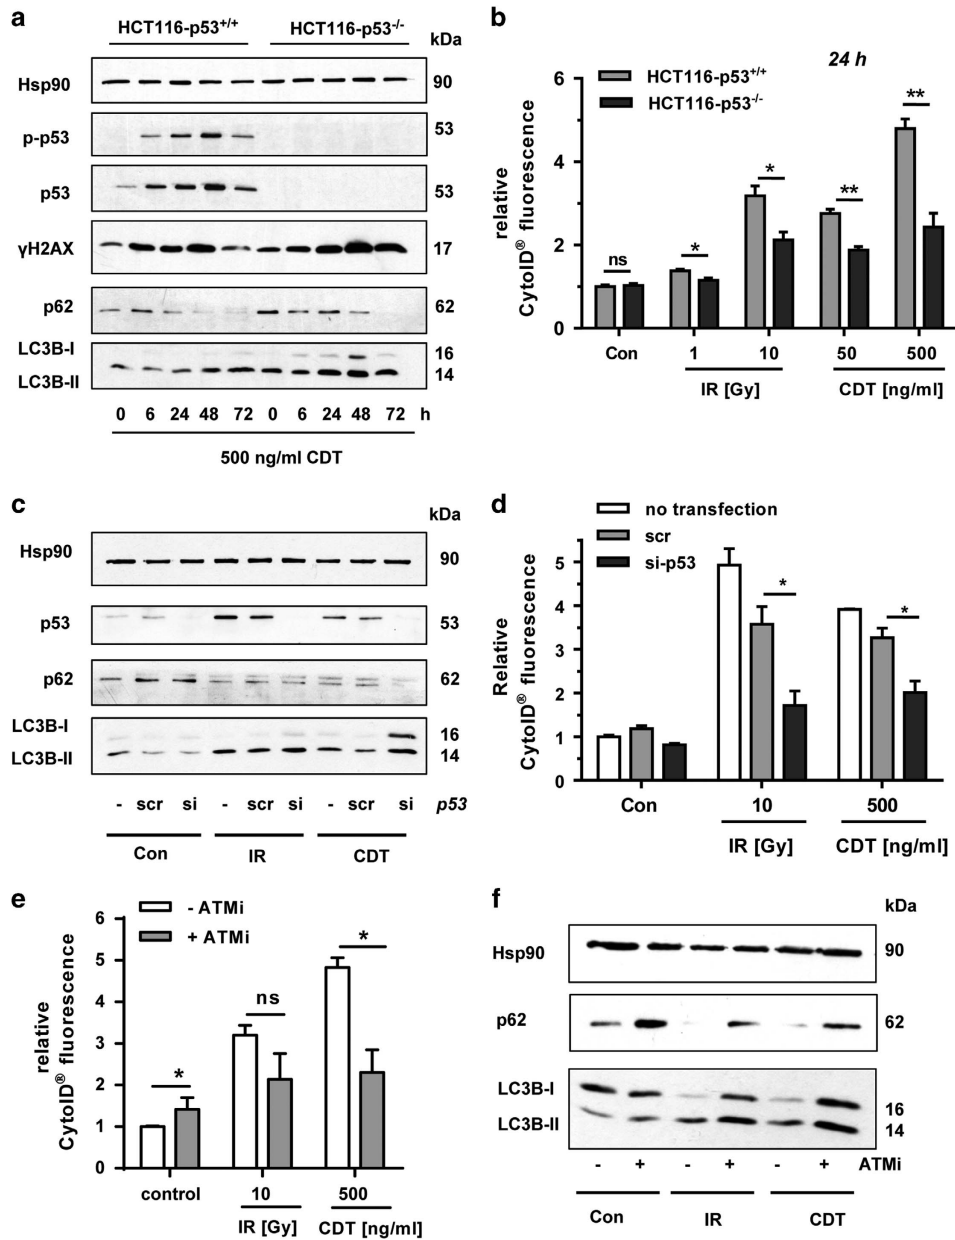 a
HCT116-p53+/+ HCT116-p53-/-
kDa
Hsp90 90
p-p53 53
p53 53
γH2AX 17
p62 62
LC3B-I 16
LC3B-II 14
0 6 24 48 72 0 6 24 48 72 h
500 ng/ml CDT
b
24 h
HCT116-p53+/+
HCT116-p53-/-
relative
CytoID® fluorescence
6
4
2
0
ns * * ** **
Con 1 10 50 500
IR [Gy] CDT [ng/ml]
c
kDa
Hsp90 90
p53 53
p62 62
LC3B-I 16
LC3B-II 14
- scr si - scr si - scr si p53
Con IR CDT
d
no transfection
scr
si-p53
Relative
CytoID® fluorescence
5
4
3
2
1
0
* *
Con 10 500
IR [Gy] CDT [ng/ml]
e
- ATMi
+ ATMi
relative
CytoID® fluorescence
6
5
4
3
2
1
0
* ns *
control 10 500
IR [Gy] CDT [ng/ml]
f
kDa
Hsp90 90
p62 62
LC3B-I 16
LC3B-II 14
- + - + - + ATMi
Con IR CDT